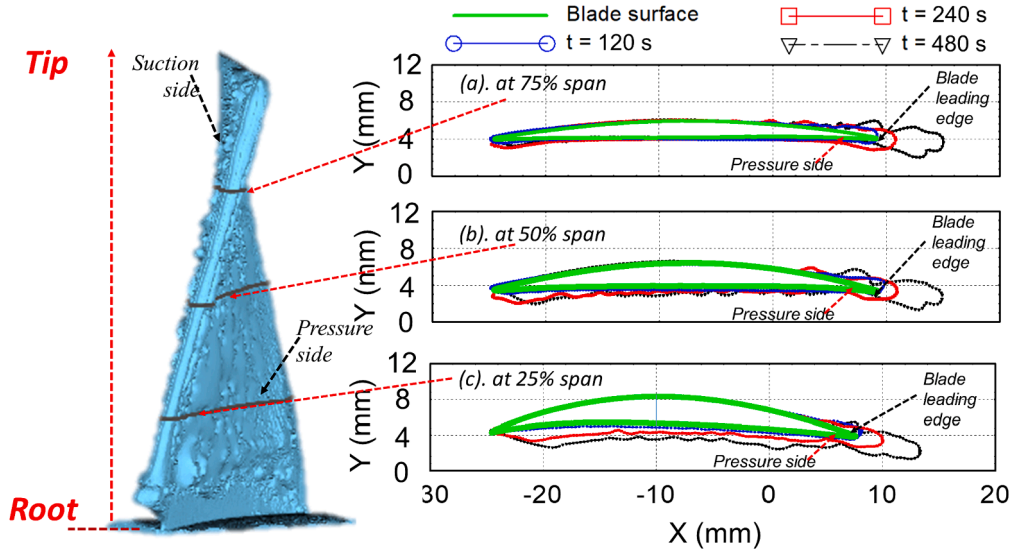 Blade surface
t = 240 s
t = 120 s
t = 480 s
Tip
Suction
side
Pressure
side
Root
(a). at 75% span
Blade
leading
edge
Pressure side
Y (mm)
12
8
4
0
(b). at 50% span
Blade
leading
edge
Pressure side
Y (mm)
12
8
4
0
(c). at 25% span
Blade
leading
edge
Pressure side
Y (mm)
12
8
4
0
30 -20 -10 0 10 20
X (mm)